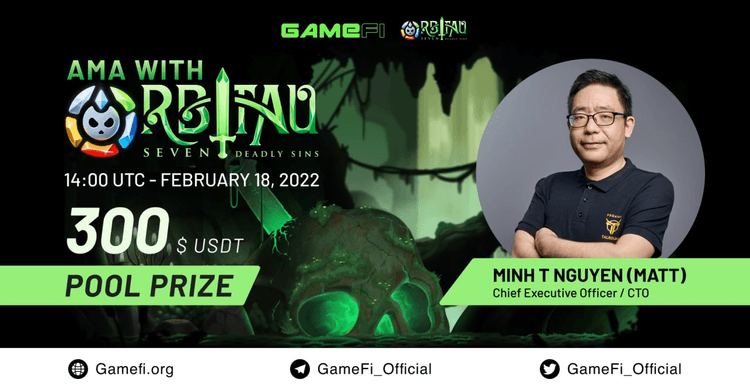 GAMEFI
ORBITAU
SEVEN DEADLY SINS
AMA WITH
ORBITAU
SEVEN DEADLY SINS
14:00 UTC - FEBRUARY 18, 2022
300 $ USDT
POOL PRIZE
MINH T NGUYEN (MATT)
Chief Executive Officer / CTO
Gamefi.org
GameFi_Official
GameFi_Official